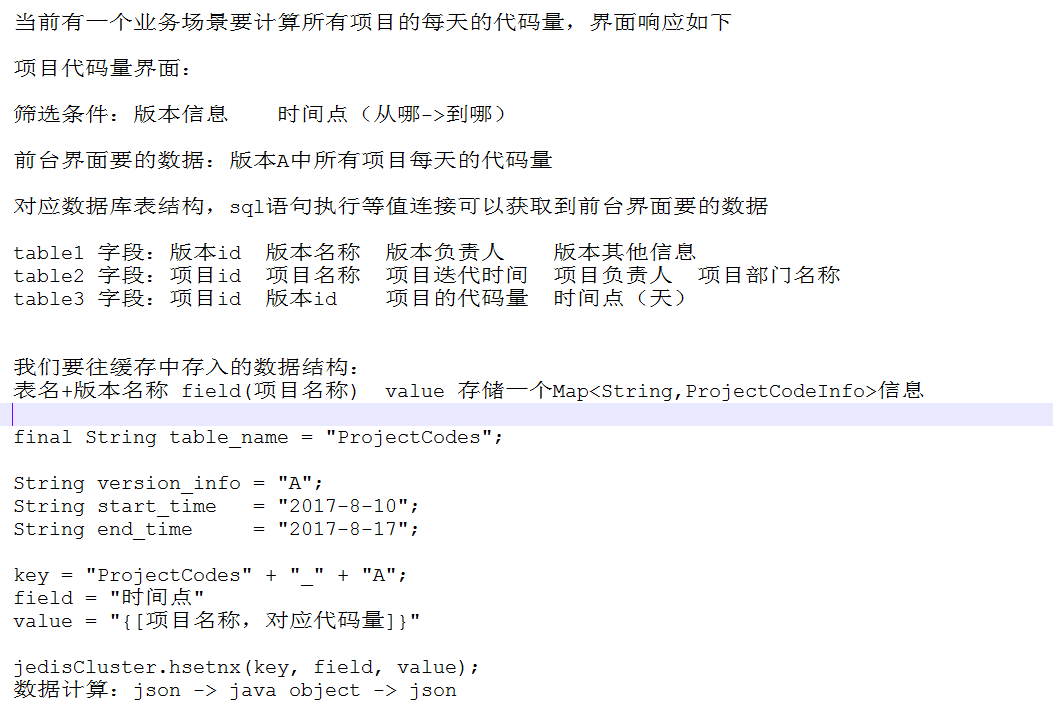 当前有一个业务场景要计算所有项目的每天的代码量，界面响应如下
项目代码量界面：
筛选条件：版本信息    时间点（从哪->到哪）
前台界面要的数据：版本A中所有项目每天的代码量
对应数据库表结构，sql语句执行等值连接可以获取到前台界面要的数据
table1 字段：版本id  版本名称  版本负责人    版本其他信息
table2 字段：项目id  项目名称  项目迭代时间  项目负责人  项目部门名称
table3 字段：项目id  版本id    项目的代码量  时间点（天）
我们要往缓存中存入的数据结构：
表名+版本名称 field(项目名称)  value 存储一个Map<String,ProjectCodeInfo>信息
final String table_name = "ProjectCodes";
String version_info = "A";
String start_time   = "2017-8-10";
String end_time     = "2017-8-17";
key = "ProjectCodes" + "_" + "A";
field = "时间点"
value = "{[项目名称，对应代码量]}"
jedisCluster.hsetnx(key, field, value);
数据计算：json -> java object -> json